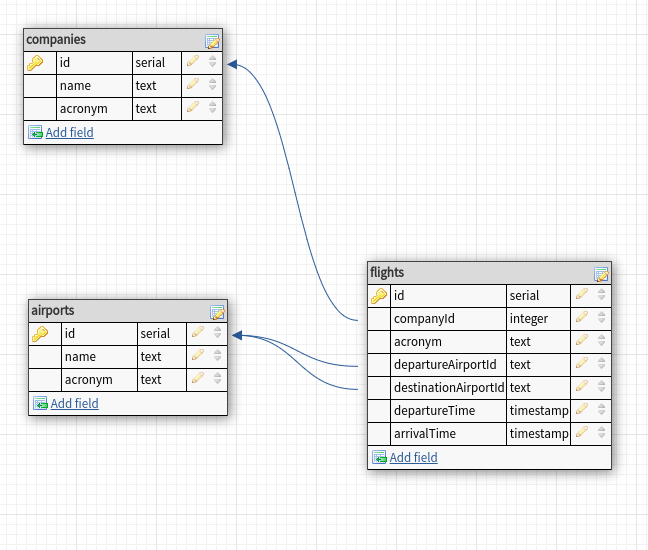 companies
id serial
name text
acronym text
Add field
airports
id serial
name text
acronym text
Add field
flights
id serial
companyId integer
acronym text
departureAirportId text
destinationAirportId text
departureTime timestamp
arrivalTime timestamp
Add field